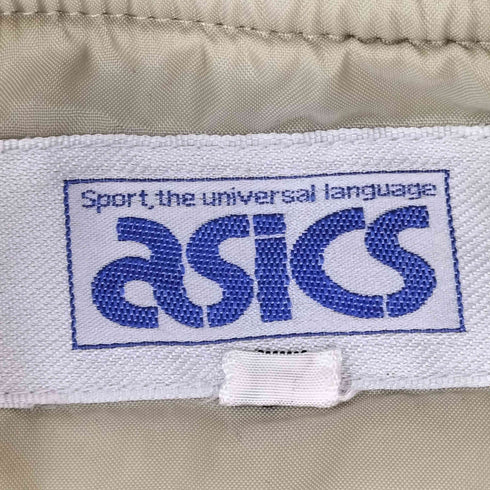 Sport, the universal language
asics